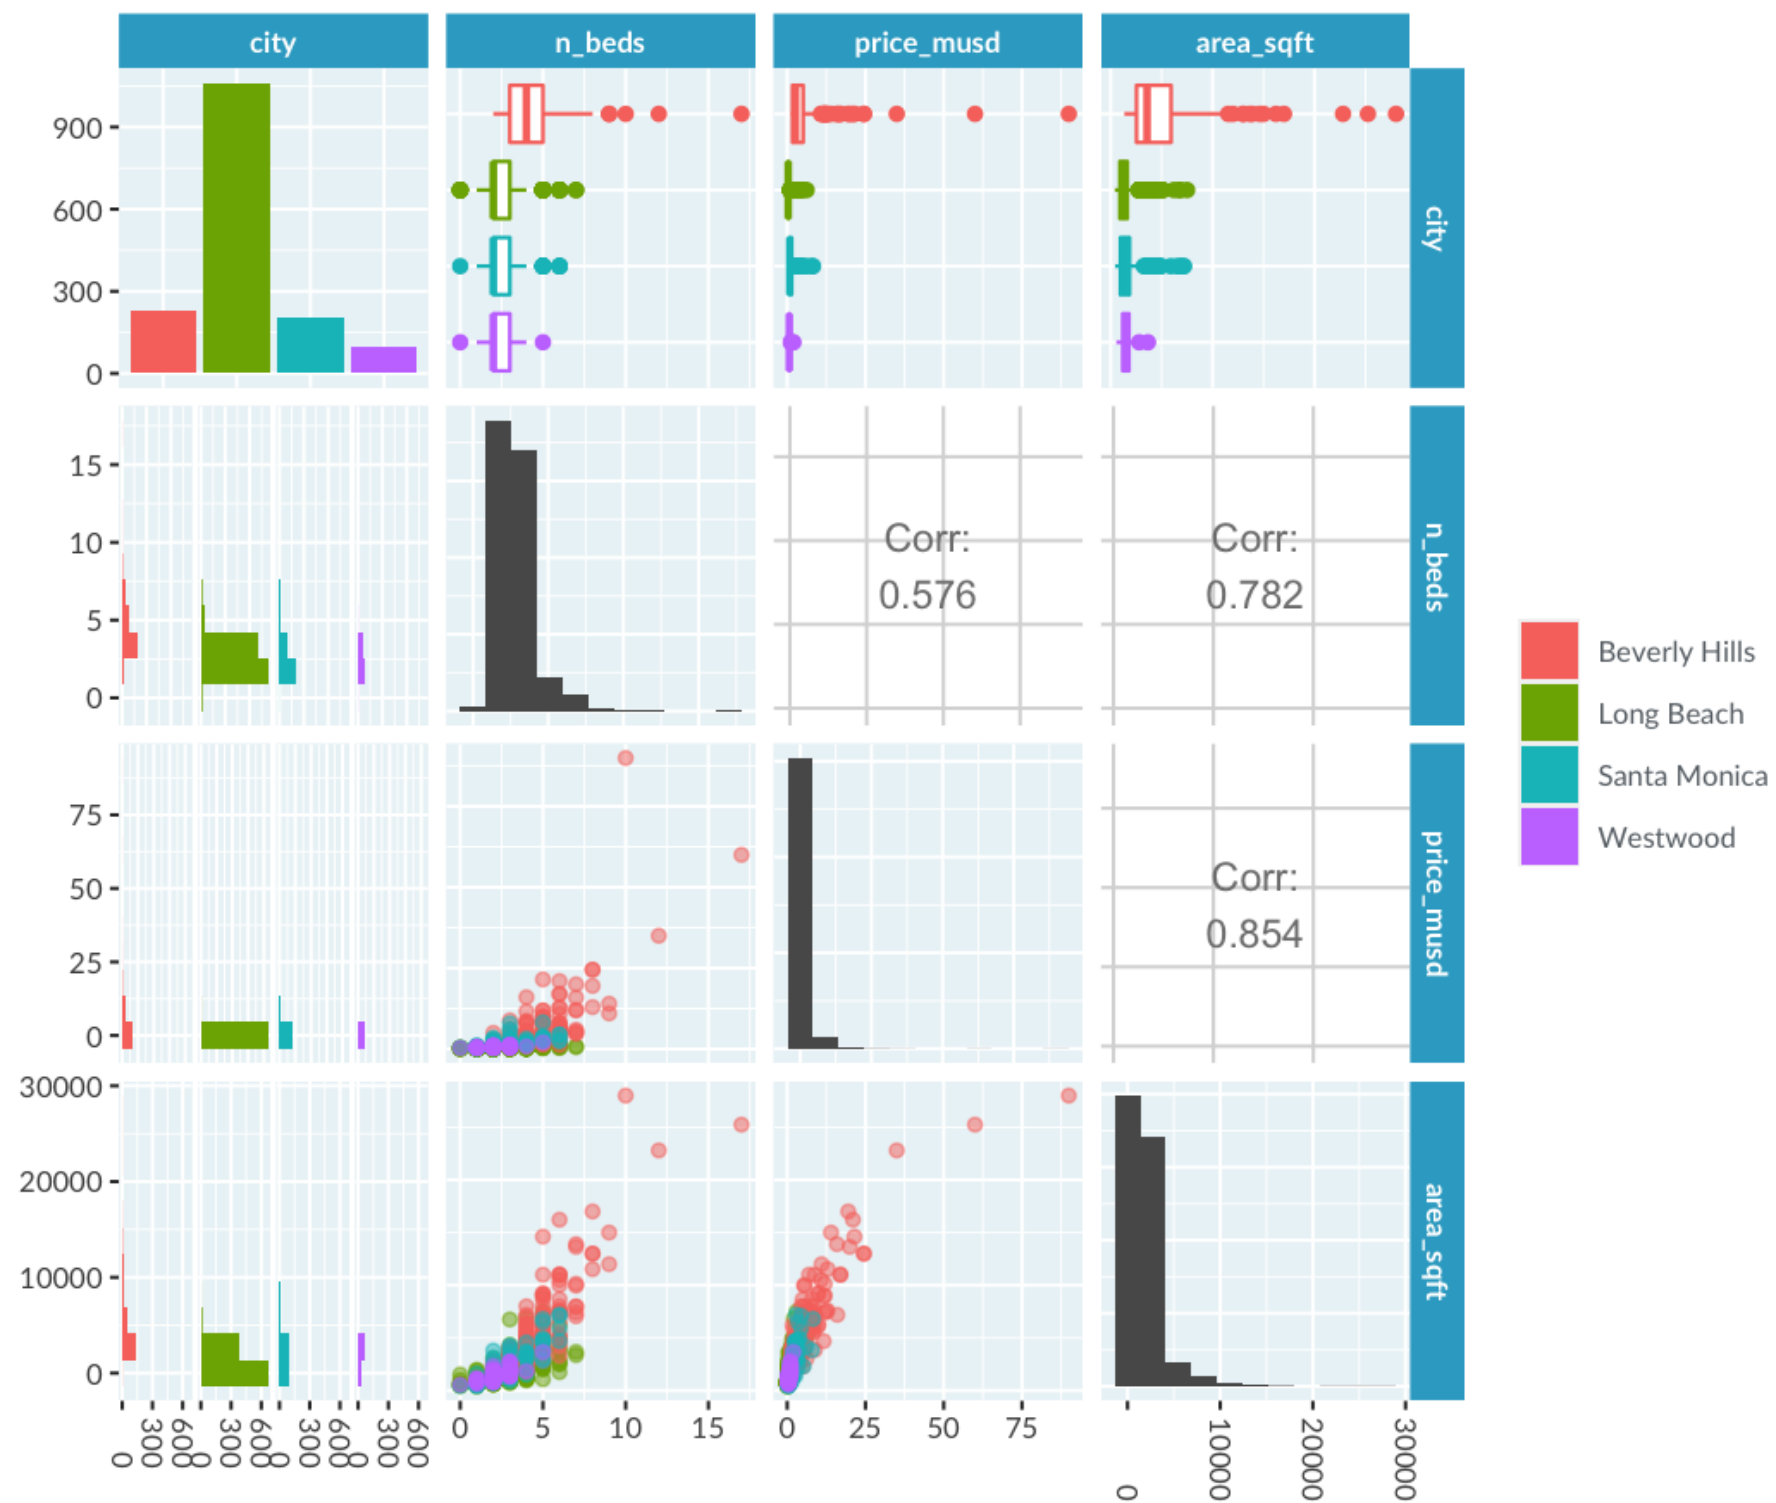 city n_beds price_musd area_sqft
900
600
300
0
city
15
10
5
0
Corr:
0.576
Corr:
0.782
n_beds
75
50
25
0
Corr:
0.854
price_musd
30000
20000
10000
0
area_sqft
Beverly Hills
Long Beach
Santa Monica
Westwood
0 300 600 0 300 600 0 300 600 0 300 600
0 5 10 15
0 25 50 75
0 10000 20000 30000